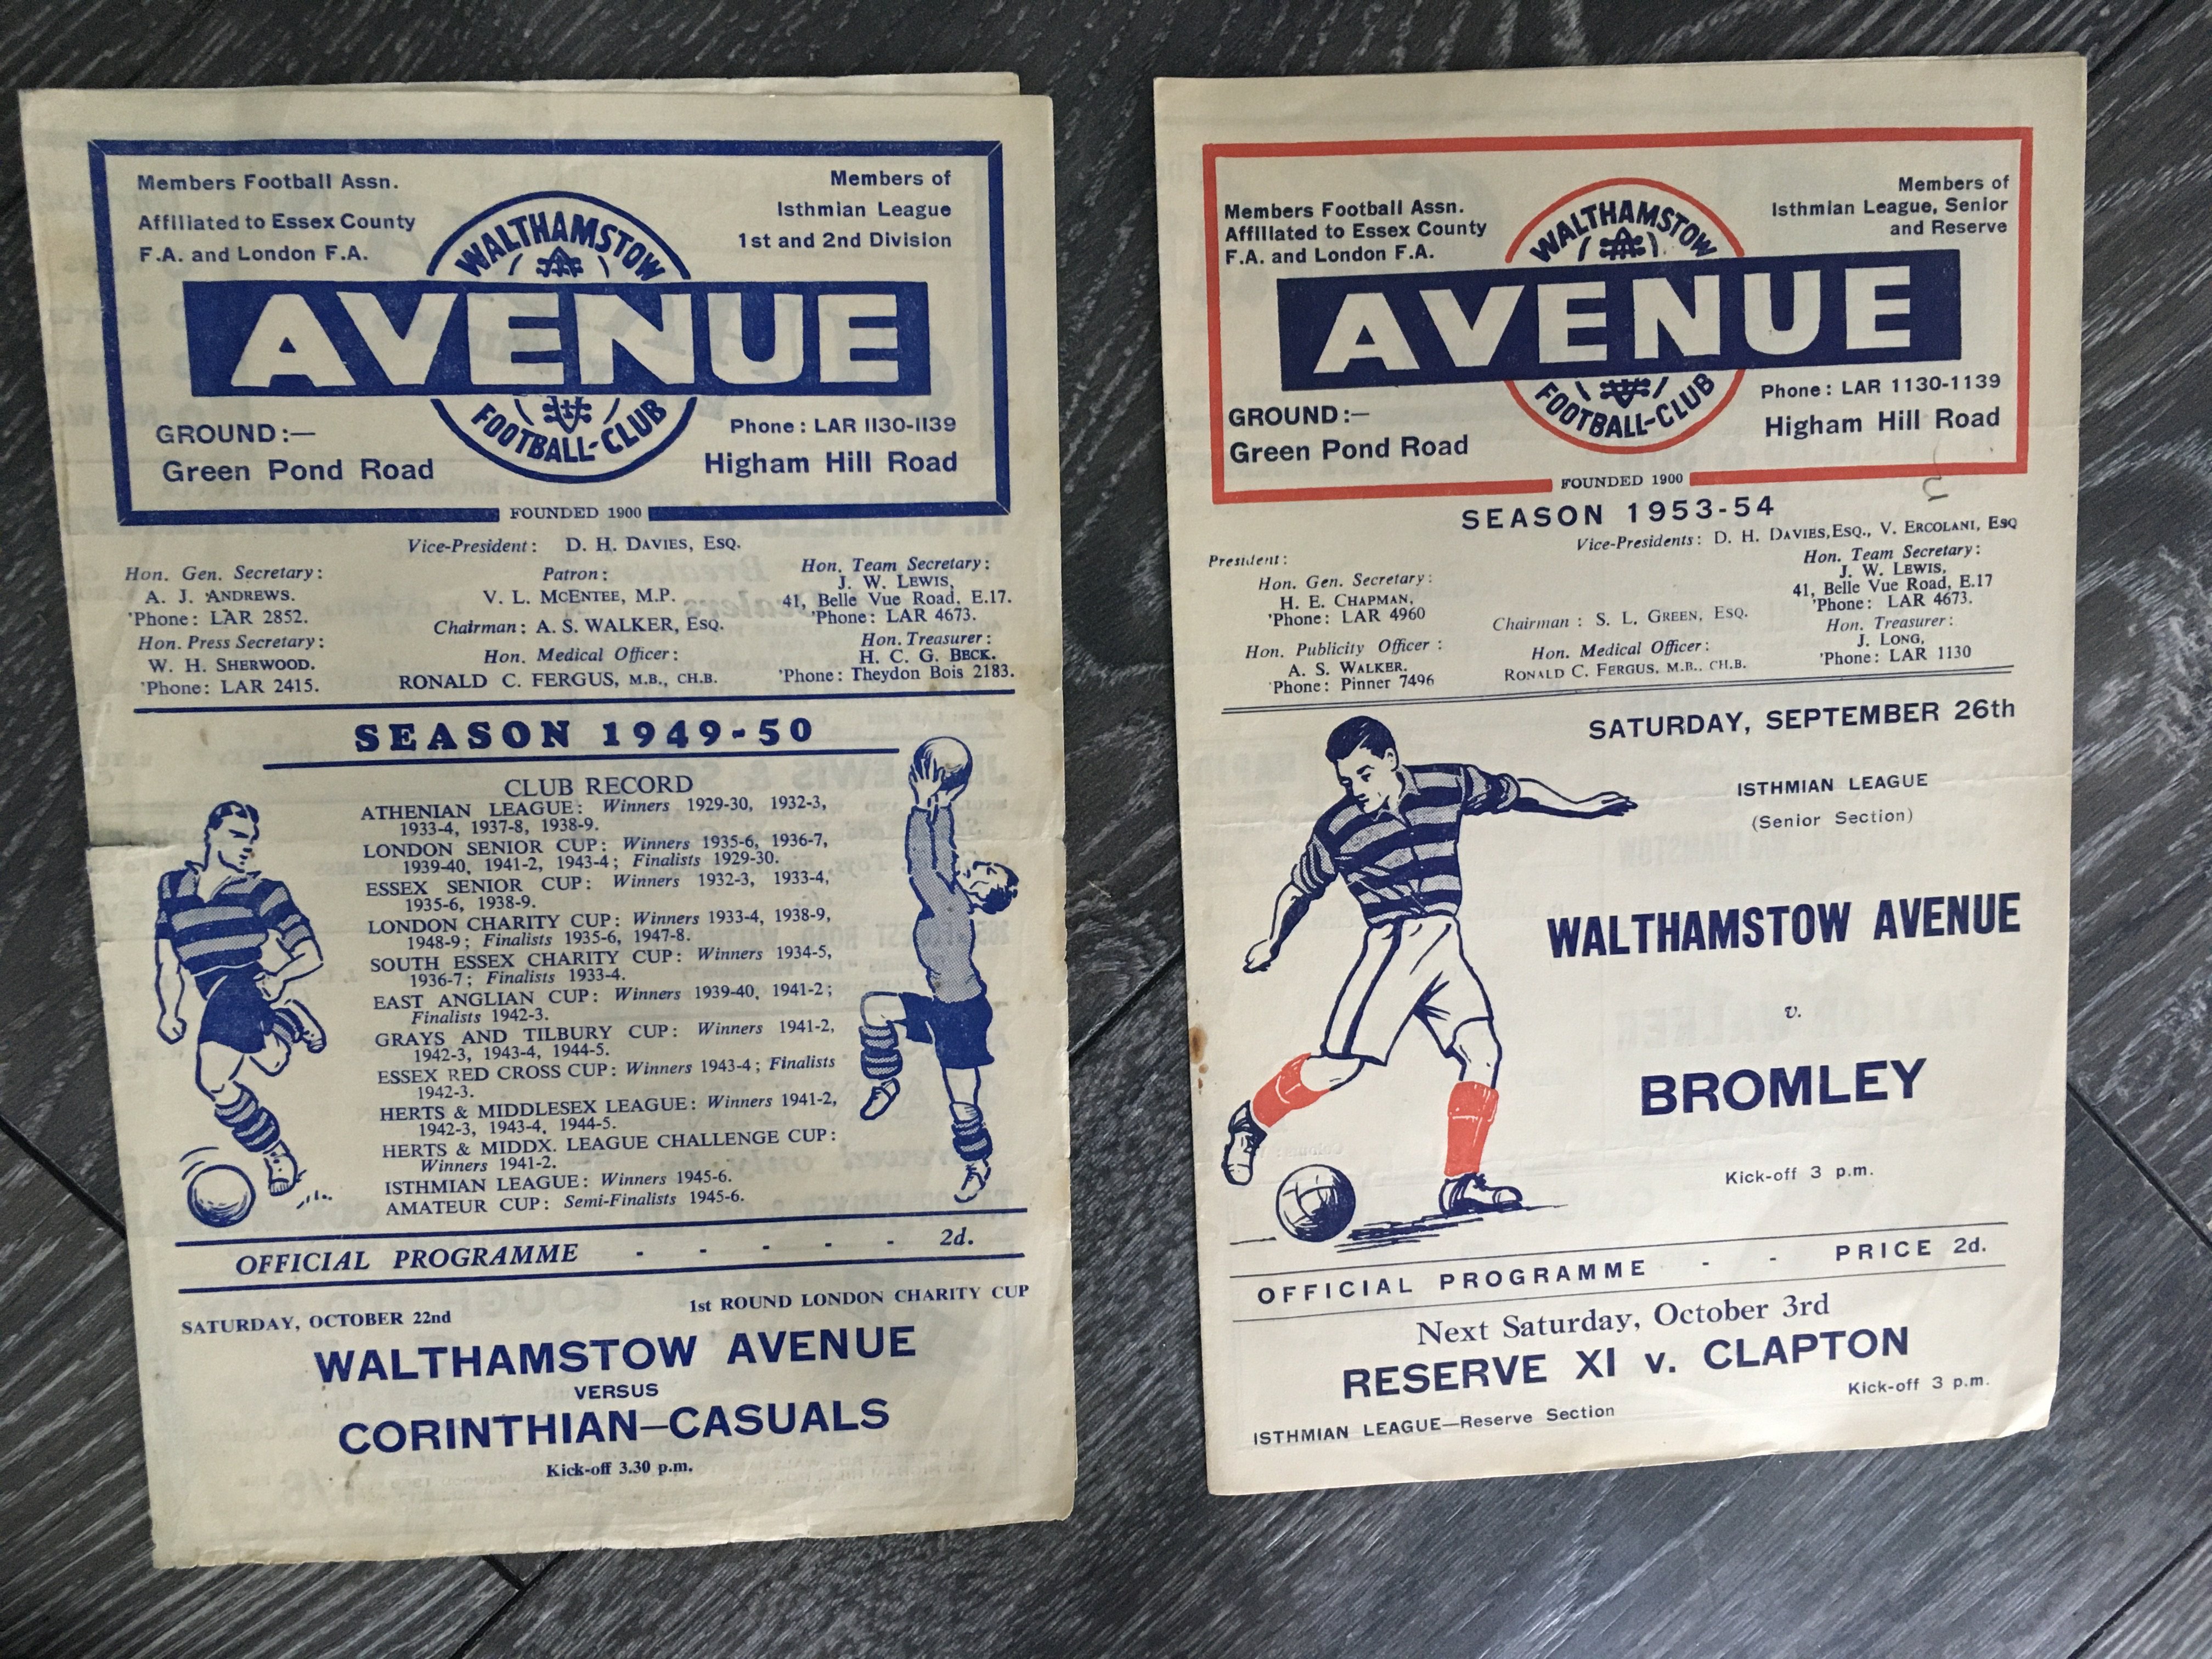 Members Football Assn.
Affiliated to Essex County
F.A. and London F.A.
Members of
Isthmian League
1st and 2nd Division
WALTHAMSTOW
AVENUE
FOOTBALL-CLUB
GROUND:—
Green Pond Road
Phone: LAR 1130-1139
Higham Hill Road
FOUNDED 1900
Vice-President: D. H. DAVIES, ESQ.
Hon. Gen. Secretary:
A. J. ANDREWS.
'Phone: LAR 2852.
Hon. Press Secretary:
W. H. SHERWOOD.
'Phone: LAR 2415.
Patron:
V. L. MCENTEE, M.P.
Chairman: A. S. WALKER, ESQ.
Hon. Medical Officer:
RONALD C. FERGUS, M.B., CH.B.
Hon. Team Secretary:
J. W. LEWIS,
41, Belle Vue Road, E.17.
'Phone: LAR 4673.
Hon. Treasurer:
H. C. G. BECK.
'Phone: Theydon Bois 2183.
SEASON 1949-50
CLUB RECORD
ATHENIAN LEAGUE: Winners 1929-30, 1932-3,
1933-4, 1937-8, 1938-9.
LONDON SENIOR CUP: Winners 1935-6, 1936-7,
1939-40, 1941-2, 1943-4; Finalists 1929-30.
ESSEX SENIOR CUP: Winners 1932-3, 1933-4,
1935-6, 1938-9.
LONDON CHARITY CUP: Winners 1933-4, 1938-9,
1948-9; Finalists 1935-6, 1947-8.
SOUTH ESSEX CHARITY CUP: Winners 1934-5,
1936-7; Finalists 1933-4.
EAST ANGLIAN CUP: Winners 1939-40, 1941-2;
Finalists 1942-3.
GRAYS AND TILBURY CUP: Winners 1941-2,
1942-3, 1943-4, 1944-5.
ESSEX RED CROSS CUP: Winners 1943-4; Finalists
1942-3.
HERTS & MIDDLESEX LEAGUE: Winners 1941-2,
1942-3, 1943-4, 1944-5.
HERTS & MIDDX. LEAGUE CHALLENGE CUP:
Winners 1941-2.
ISTHMIAN LEAGUE: Winners 1945-6.
AMATEUR CUP: Semi-Finalists 1945-6.
OFFICIAL PROGRAMME - - - - - 2d.
SATURDAY, OCTOBER 22nd
1st ROUND LONDON CHARITY CUP
WALTHAMSTOW AVENUE
VERSUS
CORINTHIAN—CASUALS
Kick-off 3.30 p.m.
Members Football Assn.
Affiliated to Essex County
F.A. and London F.A.
Members of
Isthmian League, Senior
and Reserve
WALTHAMSTOW
AVENUE
FOOTBALL-CLUB
GROUND:—
Green Pond Road
Phone: LAR 1130-1139
Higham Hill Road
FOUNDED 1900
SEASON 1953-54
President:
Vice-Presidents: D. H. DAVIES, ESQ., V. ERCOLANI, ESQ
Hon. Gen. Secretary:
H. E. CHAPMAN,
'Phone: LAR 4960
Hon. Publicity Officer:
A. S. WALKER.
'Phone: Pinner 7496
Chairman: S. L. GREEN, ESQ.
Hon. Medical Officer:
RONALD C. FERGUS, M.B., CH.B.
Hon. Team Secretary:
J. W. LEWIS,
41, Belle Vue Road, E.17
'Phone: LAR 4673.
Hon. Treasurer:
J. LONG,
'Phone: LAR 1130
SATURDAY, SEPTEMBER 26th
ISTHMIAN LEAGUE
(Senior Section)
WALTHAMSTOW AVENUE
v.
BROMLEY
Kick-off 3 p.m.
OFFICIAL PROGRAMME - - PRICE 2d.
Next Saturday, October 3rd
RESERVE XI v. CLAPTON
Kick-off 3 p.m.
ISTHMIAN LEAGUE—Reserve Section